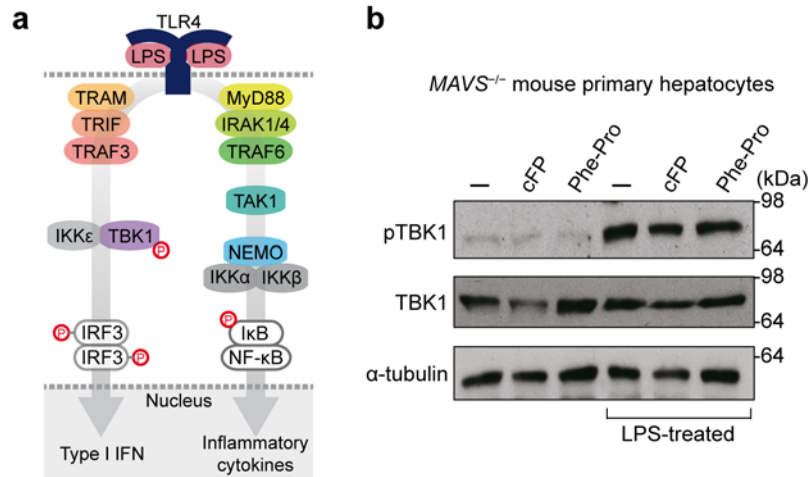 a
TLR4
LPS LPS
TRAM
TRIF
TRAF3
MyD88
IRAK1/4
TRAF6
TAK1
IKKε TBK1
P
NEMO
IKKα IKKβ
P IRF3
IRF3 P
P
IκB
NF-κB
Nucleus
Type I IFN
Inflammatory
cytokines
b
MAVS–/– mouse primary hepatocytes
– cFP Phe-Pro – cFP Phe-Pro (kDa)
pTBK1
98
64
TBK1
98
64
α-tubulin
64
LPS-treated